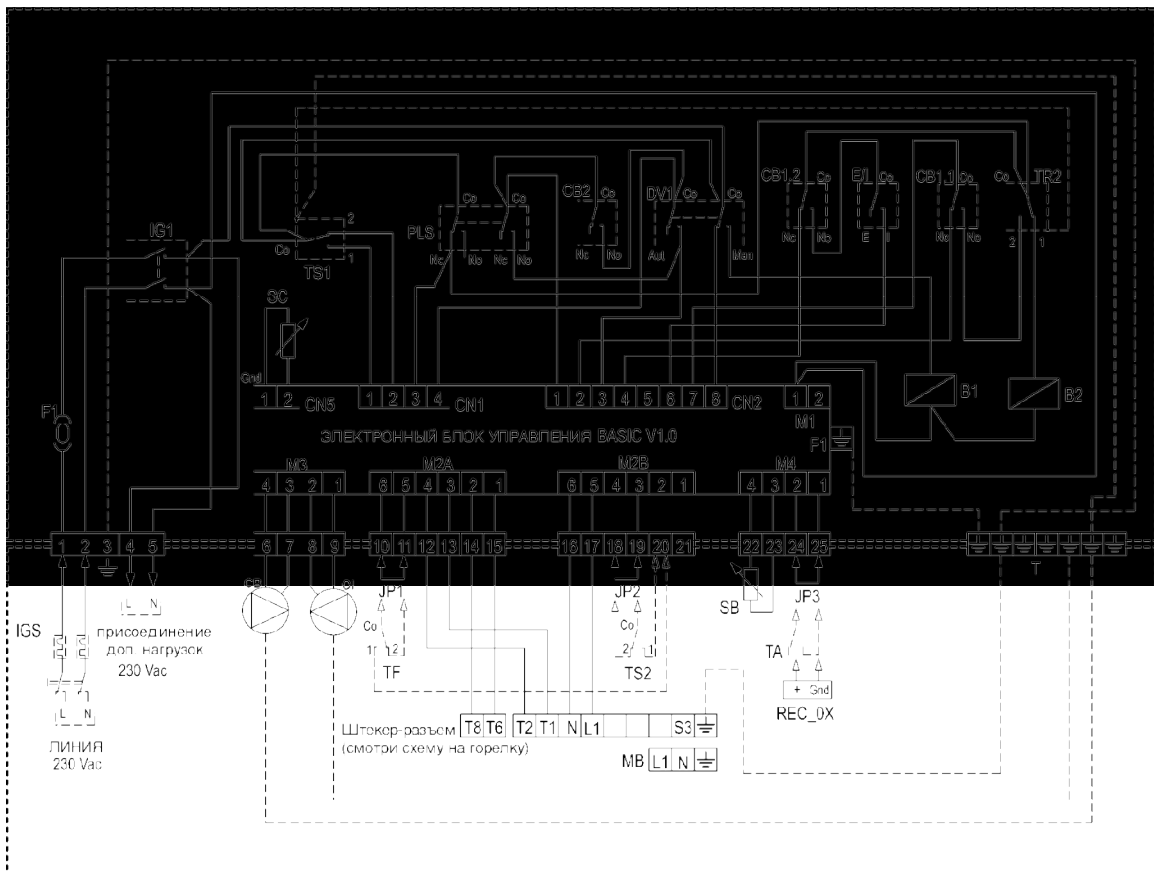 CB1.2 Co E/I Co CB1.1 Co Co TR2
Co Co CB2 Co DV1 Co Co
IG1 2 PLS Nc No E I Nc No 2 1
Co 1 Nc No Nc No Nc No Aut Man
TS1
ЭС
Gnd
1 2 CN5 1 2 3 4 CN1 1 2 3 4 5 6 7 8 CN2 1 2 B1 B2
F1 M1
ЭЛЕКТРОННЫЙ БЛОК УПРАВПЕНИЯ BASIC V1.0 F1
M3 M2A M2B M4
4 3 2 1 6 5 4 3 2 1 6 5 4 3 2 1 4 3 2 1
1 2 3 4 5 6 7 8 9 10 11 12 13 14 15 16 17 18 19 20 21 22 23 24 25
T
JP1 JP2 SB JP3
IGS L N
присоединение
доп. нагрузок
230 Vac
Co Co
1 2 2 1 TA
TF TS2
+ Gnd
REC_0X
L N
ЛИНИЯ
230 Vac
Штекер-разъем T8 T6 T2 T1 N L1 S3
(смотри схему на горелку)
MB L1 N